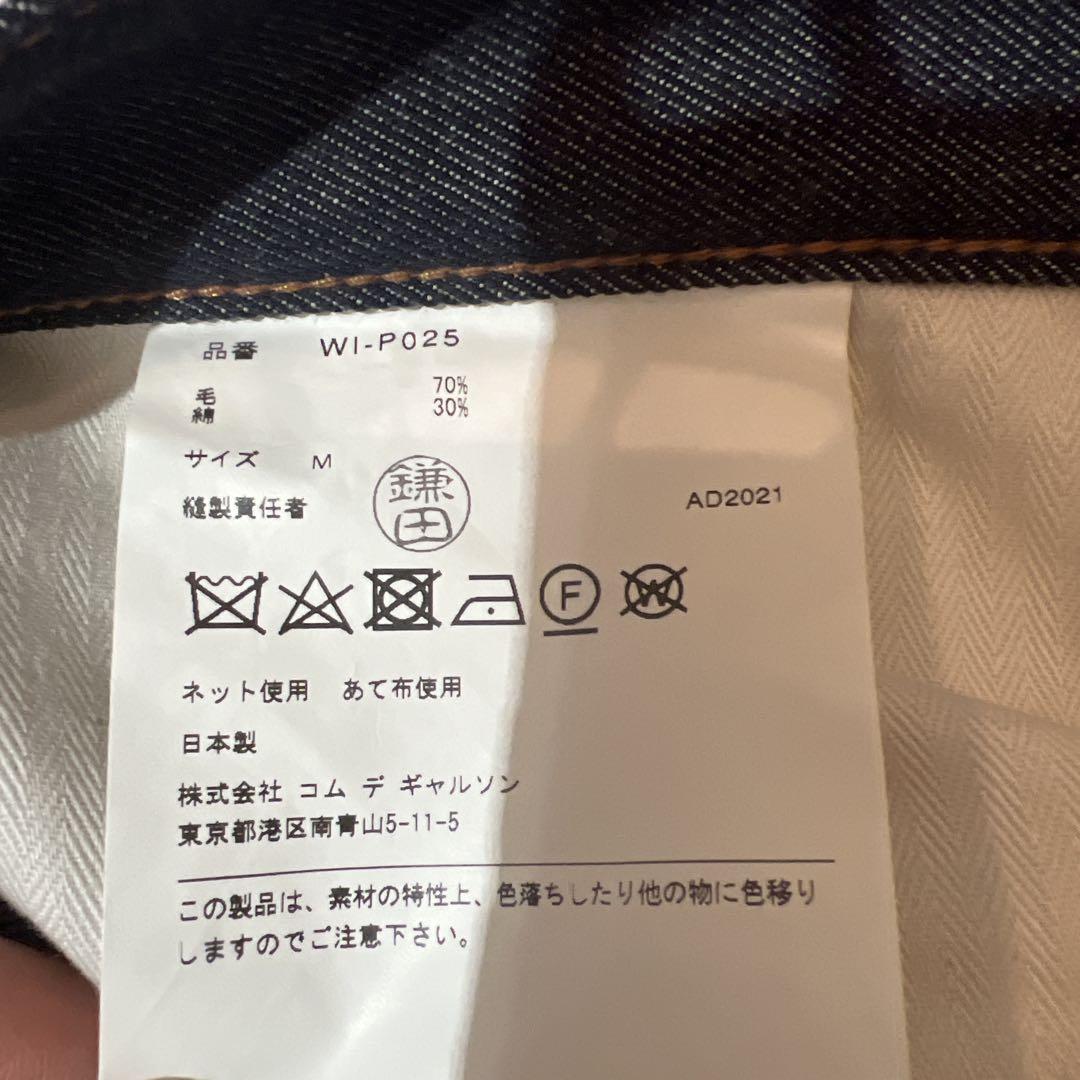 品番 WI-P025
毛 70%
綿 30%
サイズ M
縫製責任者 鎌田
AD2021
F
W
ネット使用 あて布使用
日本製
株式会社 コム デ ギャルソン
東京都港区南青山5-11-5
この製品は、素材の特性上、色落ちしたり他の物に色移り
しますのでご注意下さい。